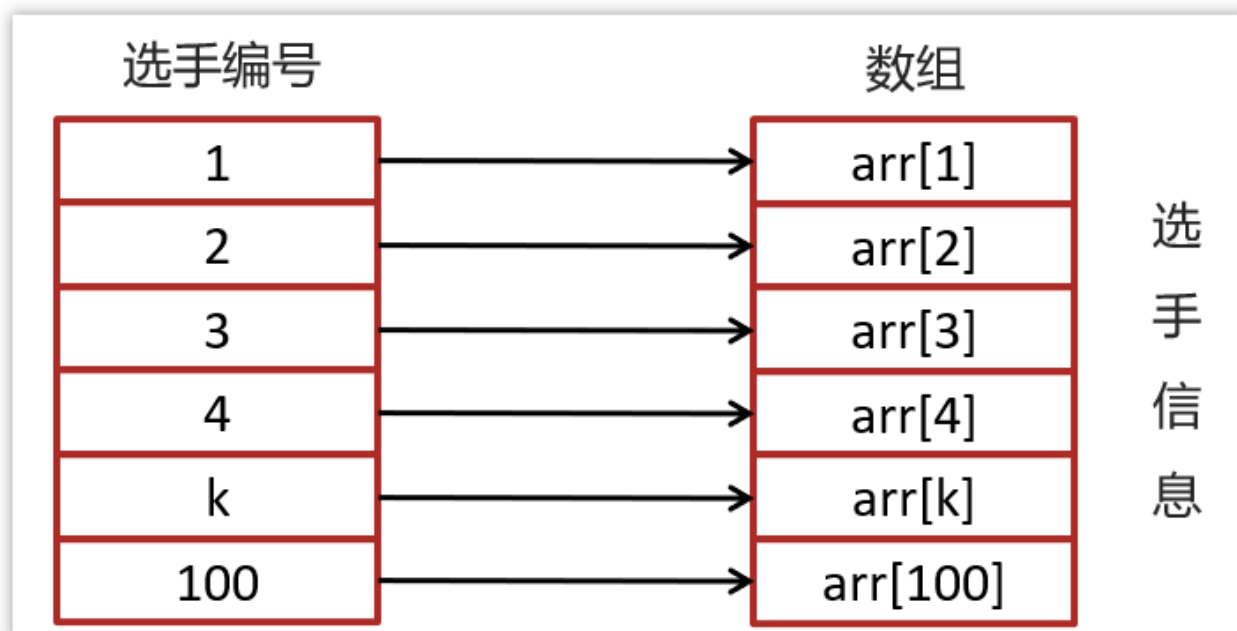 选手编号 数组
1 arr[1]
2 arr[2]
3 arr[3]
4 arr[4]
k arr[k]
100 arr[100]
选手信息